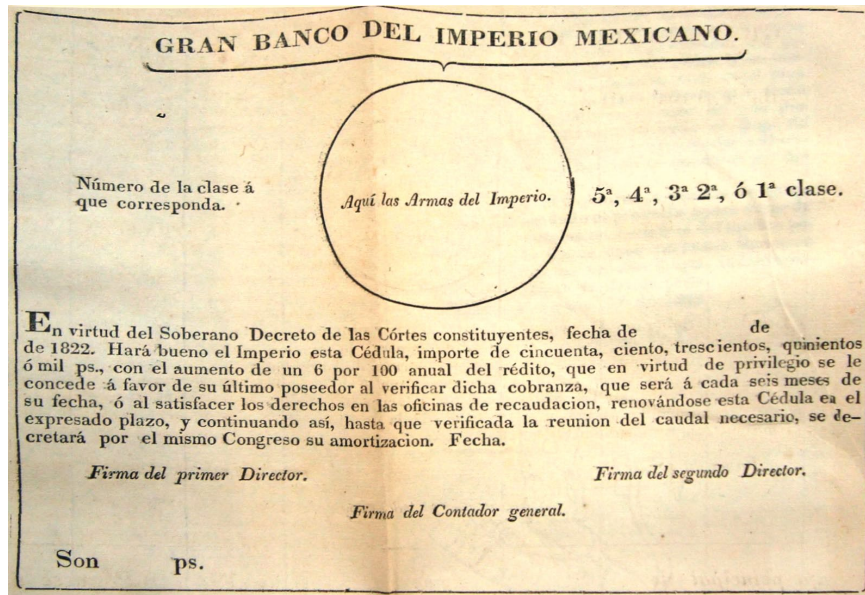 GRAN BANCO DEL IMPERIO MEXICANO.
Número de la clase á
que corresponda.
Aquí las Armas del Imperio.
5ª, 4ª, 3ª 2ª, ó 1ª clase.
En virtud del Soberano Decreto de las Córtes constituyentes, fecha de de
de 1822. Hará bueno el Imperio esta Cédula, importe de cincuenta, ciento, trescientos, quinientos
ó mil ps., con el aumento de un 6 por 100 anual del rédito, que en virtud de privilegio se le
concede á favor de su último poseedor al verificar dicha cobranza, que será á cada seis meses de
su fecha, ó al satisfacer los derechos en las oficinas de recaudacion, renovándose esta Cédula en el
expresado plazo, y continuando así, hasta que verificada la reunion del caudal necesario, se de-
cretará por el mismo Congreso su amortizacion. Fecha.
Firma del primer Director.
Firma del segundo Director.
Firma del Contador general.
Son ps.